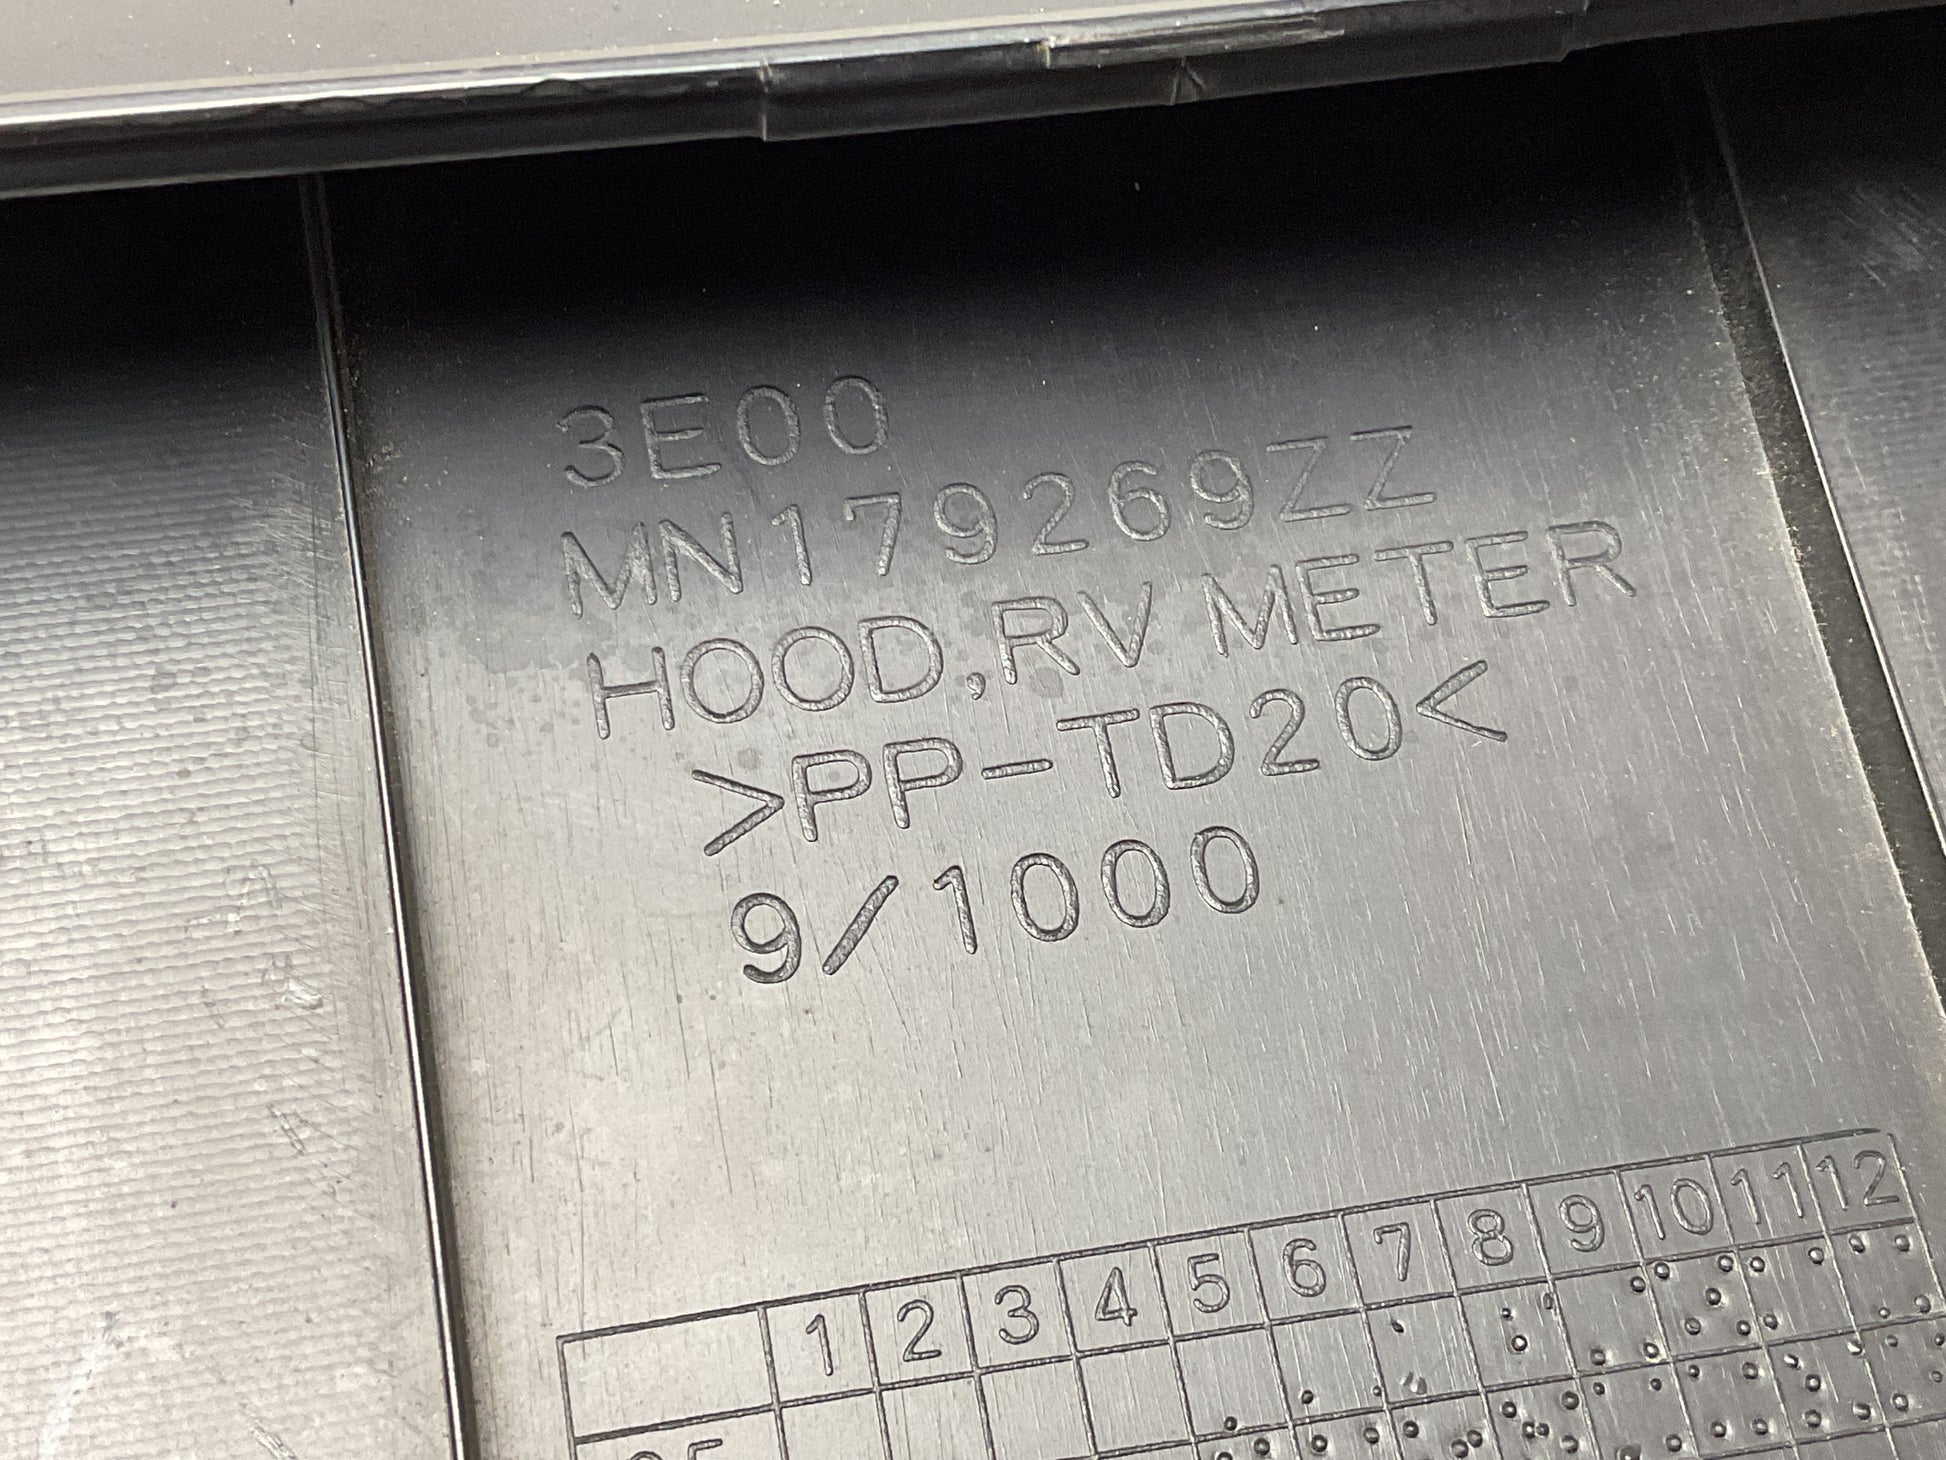 3E00
MN179269ZZ
HOOD,RV METER
>PP-TD20<
9/1000
1 2 3 4 5 6 7 8 9 10 11 12